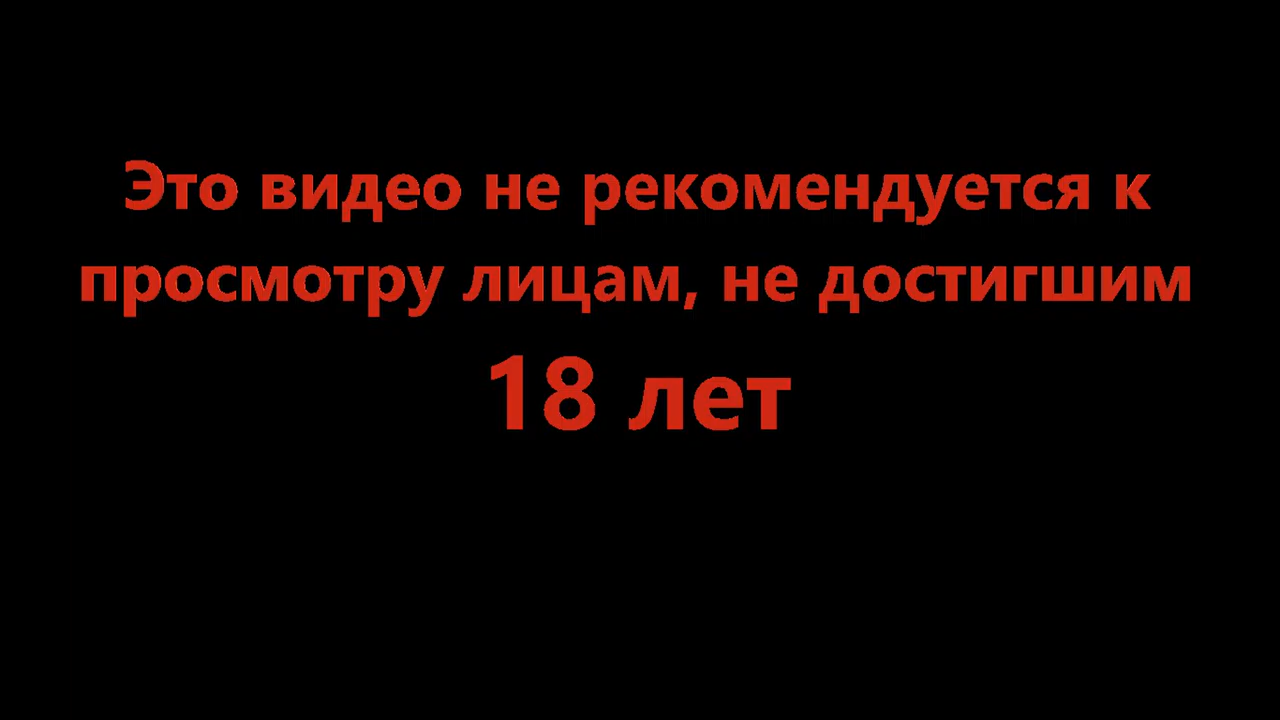 Это видео не рекомендуется к
просмотру лицам, не достигшим
18 лет